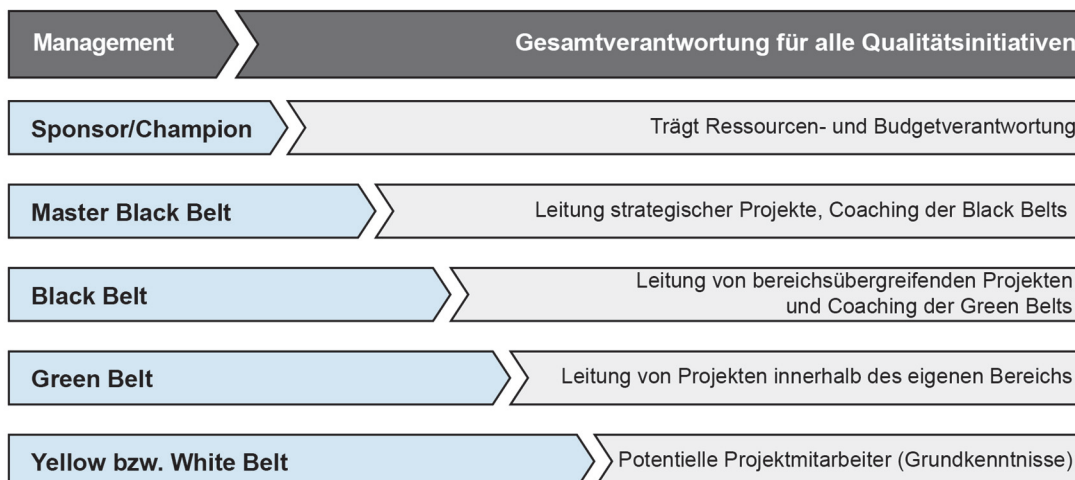 Management
Gesamtverantwortung für alle Qualitätsinitiativen
Sponsor/Champion
Trägt Ressourcen- und Budgetverantwortung
Master Black Belt
Leitung strategischer Projekte, Coaching der Black Belts
Black Belt
Leitung von bereichsübergreifenden Projekten
und Coaching der Green Belts
Green Belt
Leitung von Projekten innerhalb des eigenen Bereichs
Yellow bzw. White Belt
Potentielle Projektmitarbeiter (Grundkenntnisse)